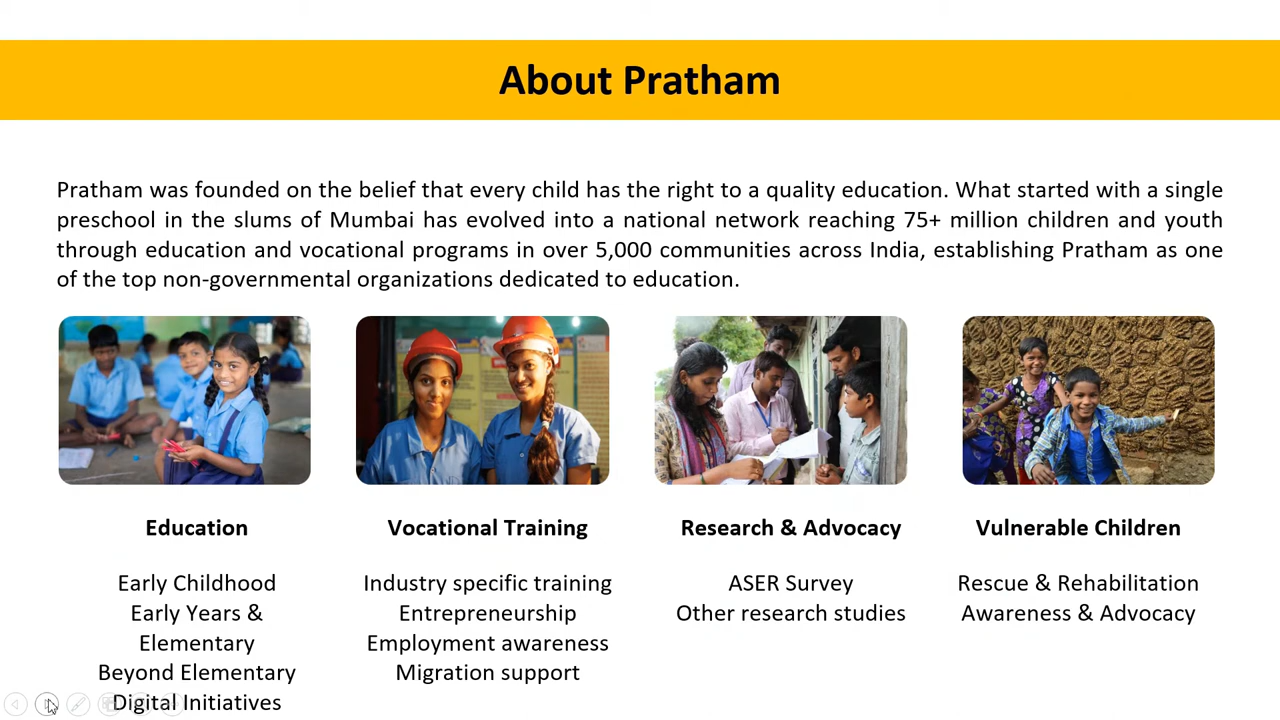 About Pratham
Pratham was founded on the belief that every child has the right to a quality education. What started with a single
preschool in the slums of Mumbai has evolved into a national network reaching 75+ million children and youth
through education and vocational programs in over 5,000 communities across India, establishing Pratham as one
of the top non-governmental organizations dedicated to education.
Education
Early Childhood
Early Years &
Elementary
Beyond Elementary
Digital Initiatives
Vocational Training
Industry specific training
Entrepreneurship
Employment awareness
Migration support
Research & Advocacy
ASER Survey
Other research studies
Vulnerable Children
Rescue & Rehabilitation
Awareness & Advocacy